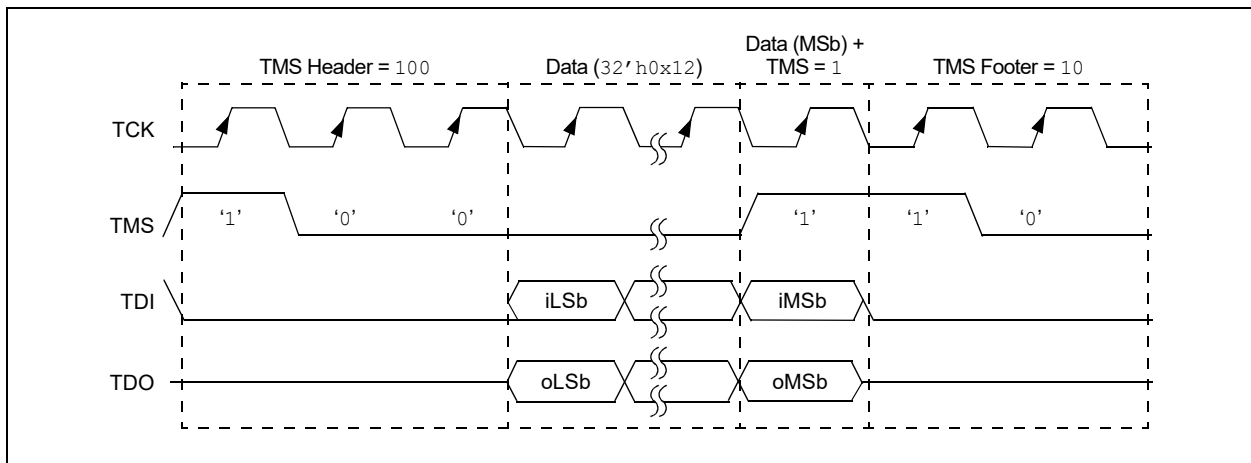 Data (MSb) +
TMS Header = 100 Data (32′h0x12) TMS = 1 TMS Footer = 10
TCK
TMS ‘1’ ‘0’ ‘0’ ‘1’ ‘1’ ‘0’
TDI iLSb iMSb
TDO oLSb oMSb